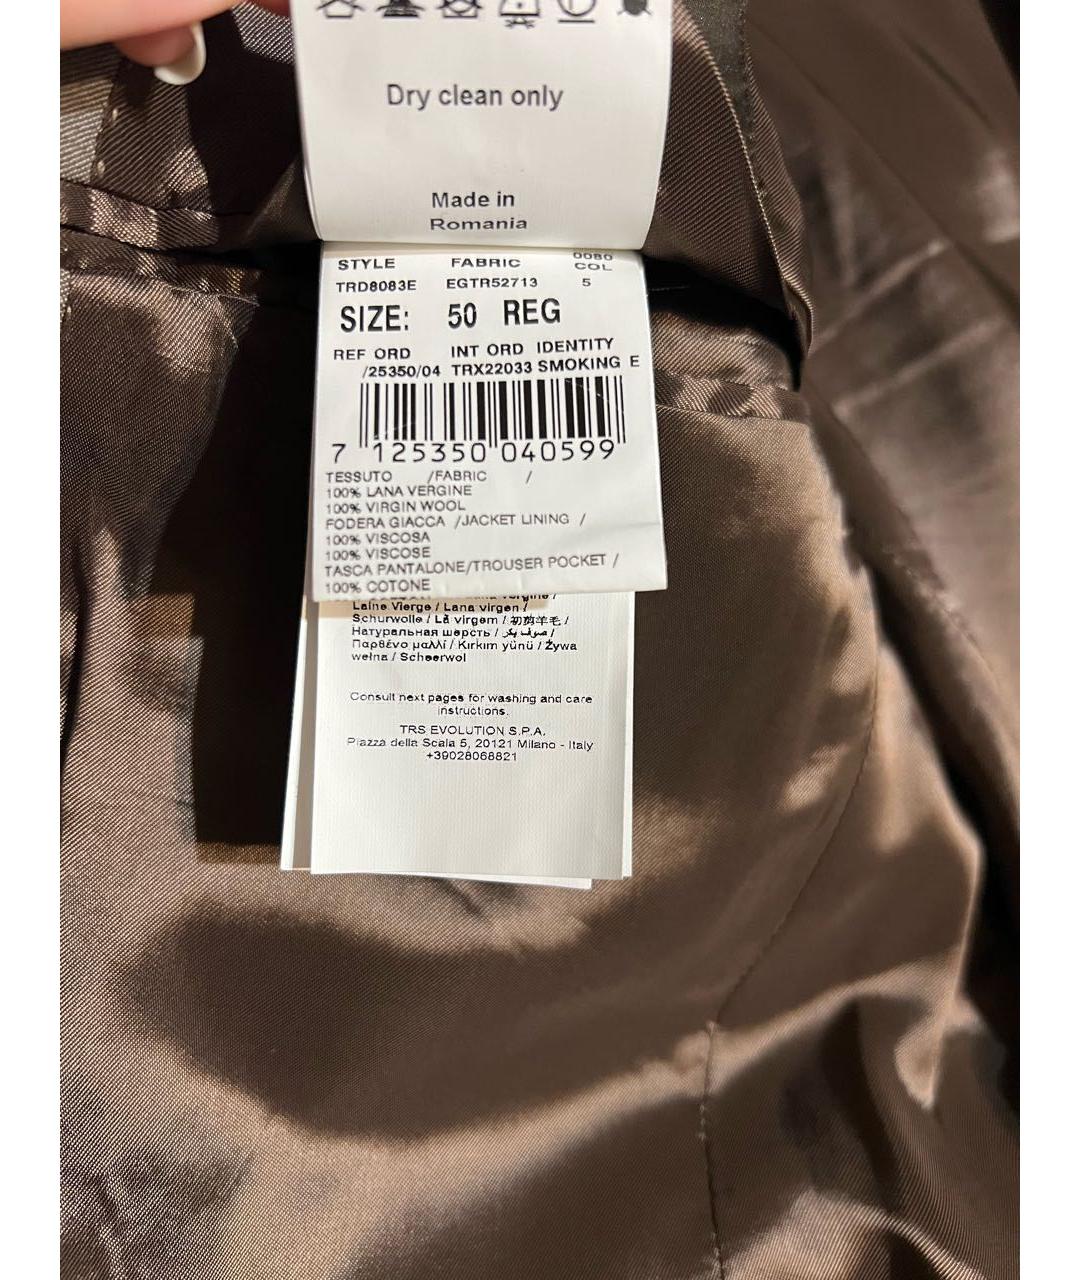 Dry clean only
Made in
Romania
STYLE FABRIC 0080 COL
TRD8083E EGTR52713 5
SIZE: 50 REG
REF ORD INT ORD IDENTITY
/25350/04 TRX22033 SMOKING E
7 125350 040599
TESSUTO /FABRIC /
100% LANA VERGINE
100% VIRGIN WOOL
FODERA GIACCA /JACKET LINING /
100% VISCOSA
100% VISCOSE
TASCA PANTALONE/TROUSER POCKET /
100% COTONE
Laine Vierge / Lana virgen /
Schurwolle / Lã virgem / 初剪羊毛 /
Натуральная шерсть / صوف بكر /
Παρθένο μαλλί / Kırkım yünü / Żywa
wełna / Scheerwol
Consult next pages for washing and care
instructions.
TRS EVOLUTION S.P.A.
Piazza della Scala 5, 20121 Milano - Italy
+39028068821